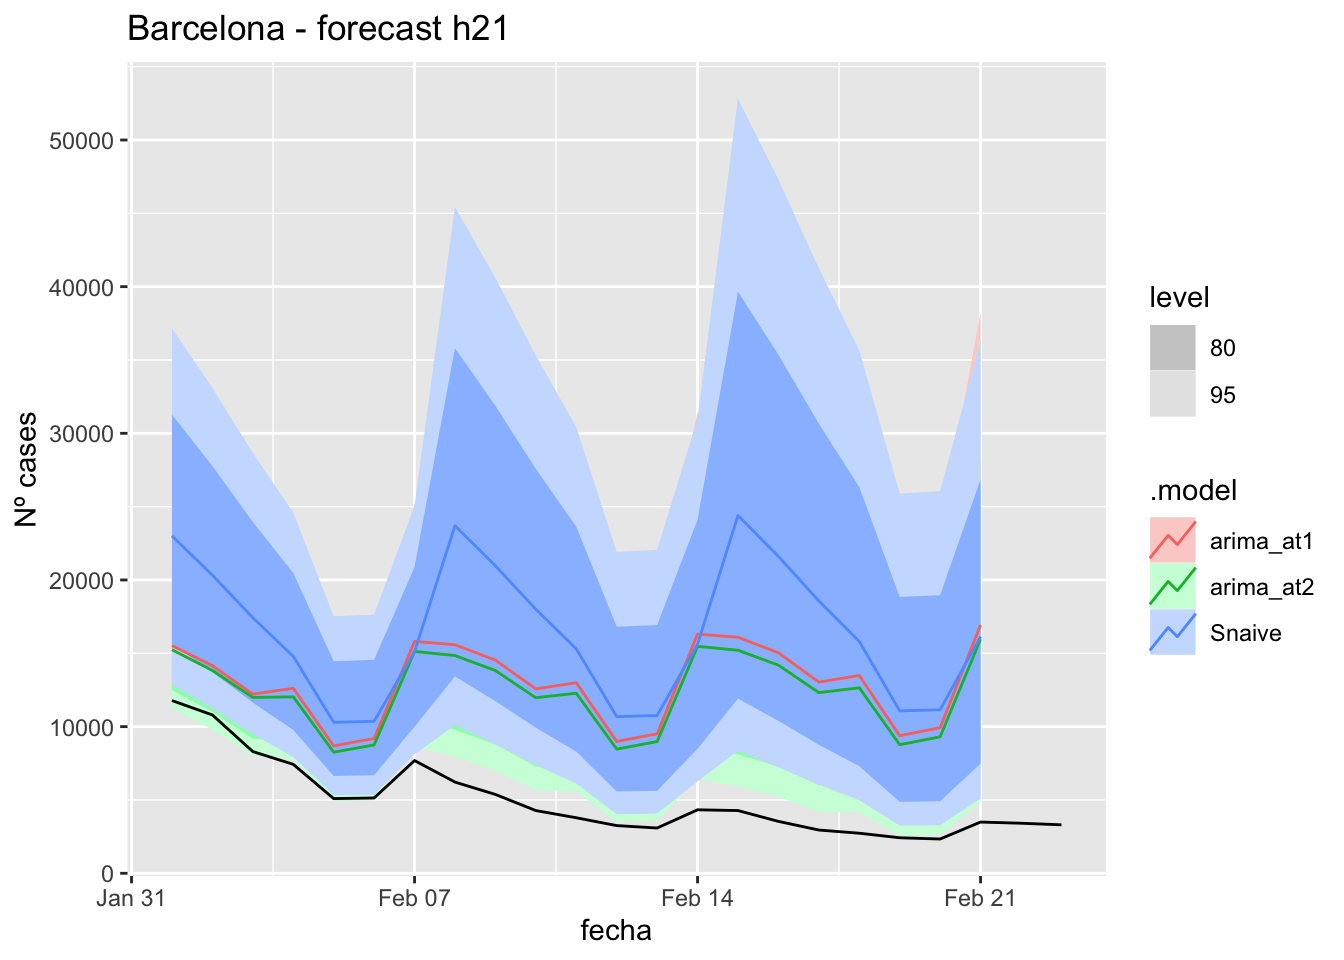 Barcelona - forecast h21
50000
40000
30000
20000
10000
0
Nº cases
Jan 31
Feb 07
Feb 14
Feb 21
fecha
level
80
95
.model
arima_at1
arima_at2
Snaive